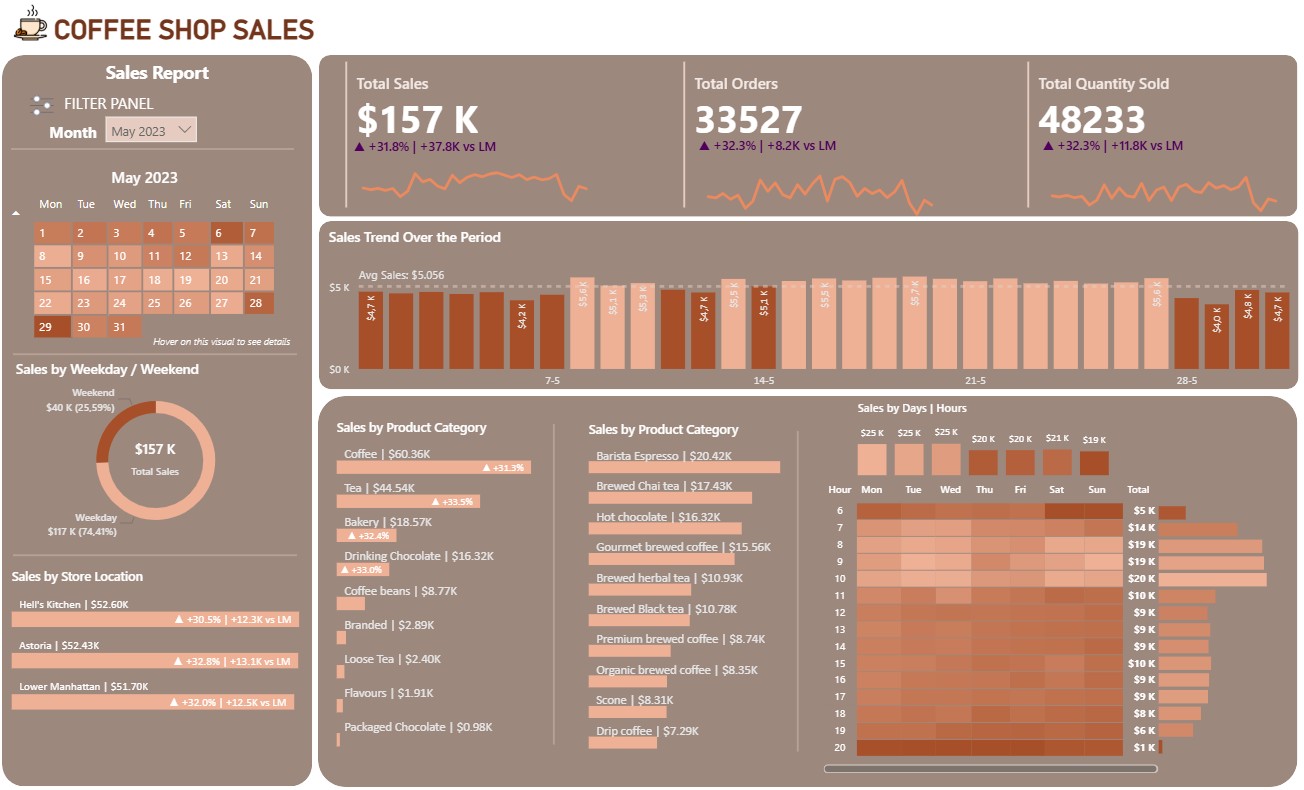 COFFEE SHOP SALES
Sales Report
FILTER PANEL
Month May 2023
May 2023
Mon Tue Wed Thu Fri Sat Sun
1 2 3 4 5 6 7
8 9 10 11 12 13 14
15 16 17 18 19 20 21
22 23 24 25 26 27 28
29 30 31
Hover on this visual to see details
Sales by Weekday / Weekend
Weekend
$40 K (25,59%)
$157 K
Total Sales
Weekday
$117 K (74,41%)
Sales by Store Location
Hell's Kitchen | $52.60K
▲ +30.5% | +12.3K vs LM
Astoria | $52.43K
▲ +32.8% | +13.1K vs LM
Lower Manhattan | $51.70K
▲ +32.0% | +12.5K vs LM
Total Sales
$157 K
▲ +31.8% | +37.8K vs LM
Total Orders
33527
▲ +32.3% | +8.2K vs LM
Total Quantity Sold
48233
▲ +32.3% | +11.8K vs LM
Sales Trend Over the Period
Avg Sales: $5.056
$5 K
$4,7 K $4,2 K $5,6 K $5,1 K $5,3 K $4,7 K $5,5 K $5,1 K $5,5 K $5,7 K $5,6 K $4,0 K $4,8 K $4,7 K
$0 K
7-5 14-5 21-5 28-5
Sales by Product Category
Coffee | $60.36K
▲ +31.3%
Tea | $44.54K
▲ +33.5%
Bakery | $18.57K
▲ +32.4%
Drinking Chocolate | $16.32K
▲ +33.0%
Coffee beans | $8.77K
Branded | $2.89K
Loose Tea | $2.40K
Flavours | $1.91K
Packaged Chocolate | $0.98K
Sales by Product Category
Barista Espresso | $20.42K
Brewed Chai tea | $17.43K
Hot chocolate | $16.32K
Gourmet brewed coffee | $15.56K
Brewed herbal tea | $10.93K
Brewed Black tea | $10.78K
Premium brewed coffee | $8.74K
Organic brewed coffee | $8.35K
Scone | $8.31K
Drip coffee | $7.29K
Sales by Days | Hours
$25 K $25 K $25 K $20 K $20 K $21 K $19 K
Hour Mon Tue Wed Thu Fri Sat Sun Total
6 $5 K
7 $14 K
8 $19 K
9 $19 K
10 $20 K
11 $10 K
12 $9 K
13 $9 K
14 $9 K
15 $10 K
16 $9 K
17 $9 K
18 $8 K
19 $6 K
20 $1 K